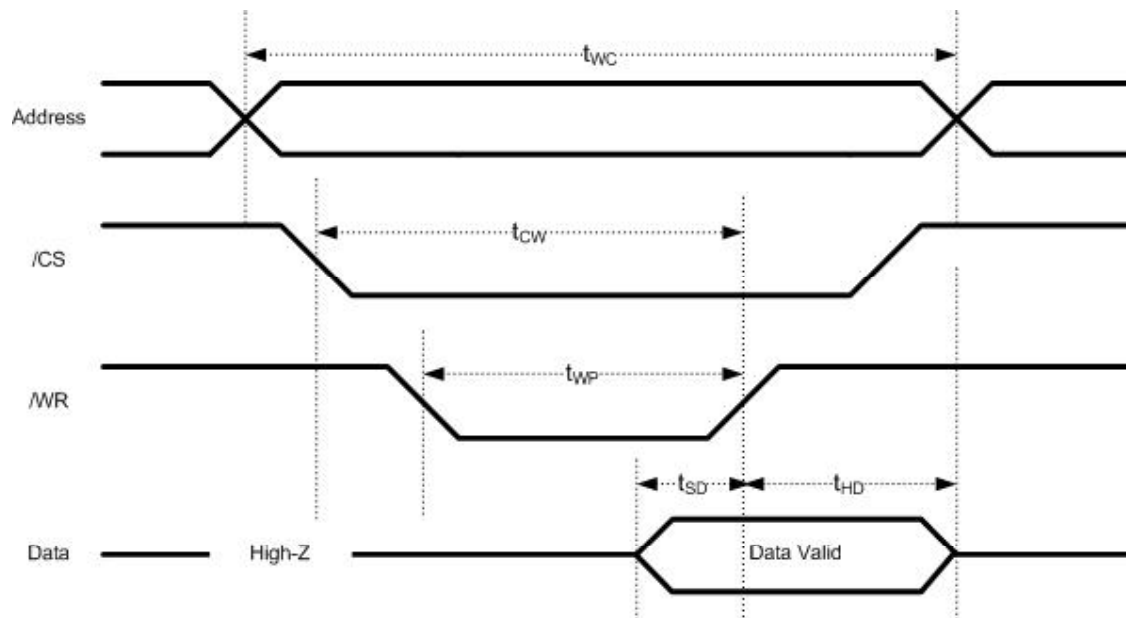 tWC
Address
tCW
/CS
tWP
/WR
tSD
tHD
Data
High-Z
Data Valid